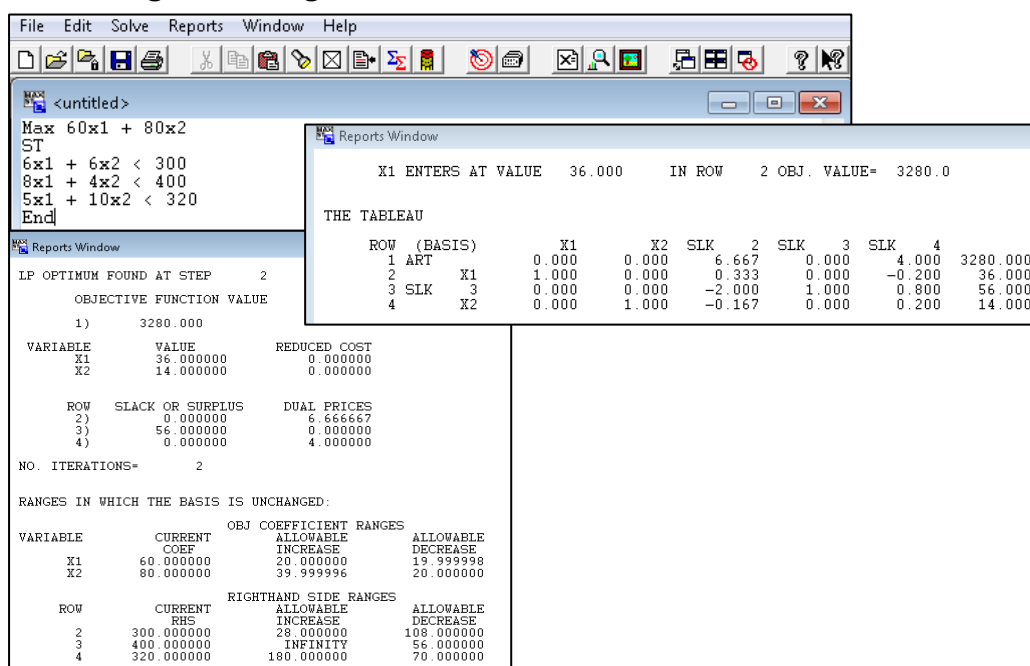 File Edit Solve Reports Window Help
<untitled>
Max 60x1 + 80x2
ST
6x1 + 6x2 < 300
8x1 + 4x2 < 400
5x1 + 10x2 < 320
End
Reports Window
X1 ENTERS AT VALUE 36.000 IN ROW 2 OBJ. VALUE= 3280.0
THE TABLEAU
ROW (BASIS) X1 X2 SLK 2 SLK 3 SLK 4
1 ART 0.000 0.000 6.667 0.000 4.000 3280.000
2 X1 1.000 0.000 0.333 0.000 -0.200 36.000
3 SLK 3 0.000 0.000 -2.000 1.000 0.800 56.000
4 X2 0.000 1.000 -0.167 0.000 0.200 14.000
Reports Window
LP OPTIMUM FOUND AT STEP 2
OBJECTIVE FUNCTION VALUE
1) 3280.000
VARIABLE VALUE REDUCED COST
X1 36.000000 0.000000
X2 14.000000 0.000000
ROW SLACK OR SURPLUS DUAL PRICES
2) 0.000000 6.666667
3) 56.000000 0.000000
4) 0.000000 4.000000
NO. ITERATIONS= 2
RANGES IN WHICH THE BASIS IS UNCHANGED:
OBJ COEFFICIENT RANGES
VARIABLE CURRENT ALLOWABLE ALLOWABLE
COEF INCREASE DECREASE
X1 60.000000 20.000000 19.999998
X2 80.000000 39.999996 20.000000
RIGHTHAND SIDE RANGES
ROW CURRENT ALLOWABLE ALLOWABLE
RHS INCREASE DECREASE
2 300.000000 28.000000 108.000000
3 400.000000 INFINITY 56.000000
4 320.000000 180.000000 70.000000